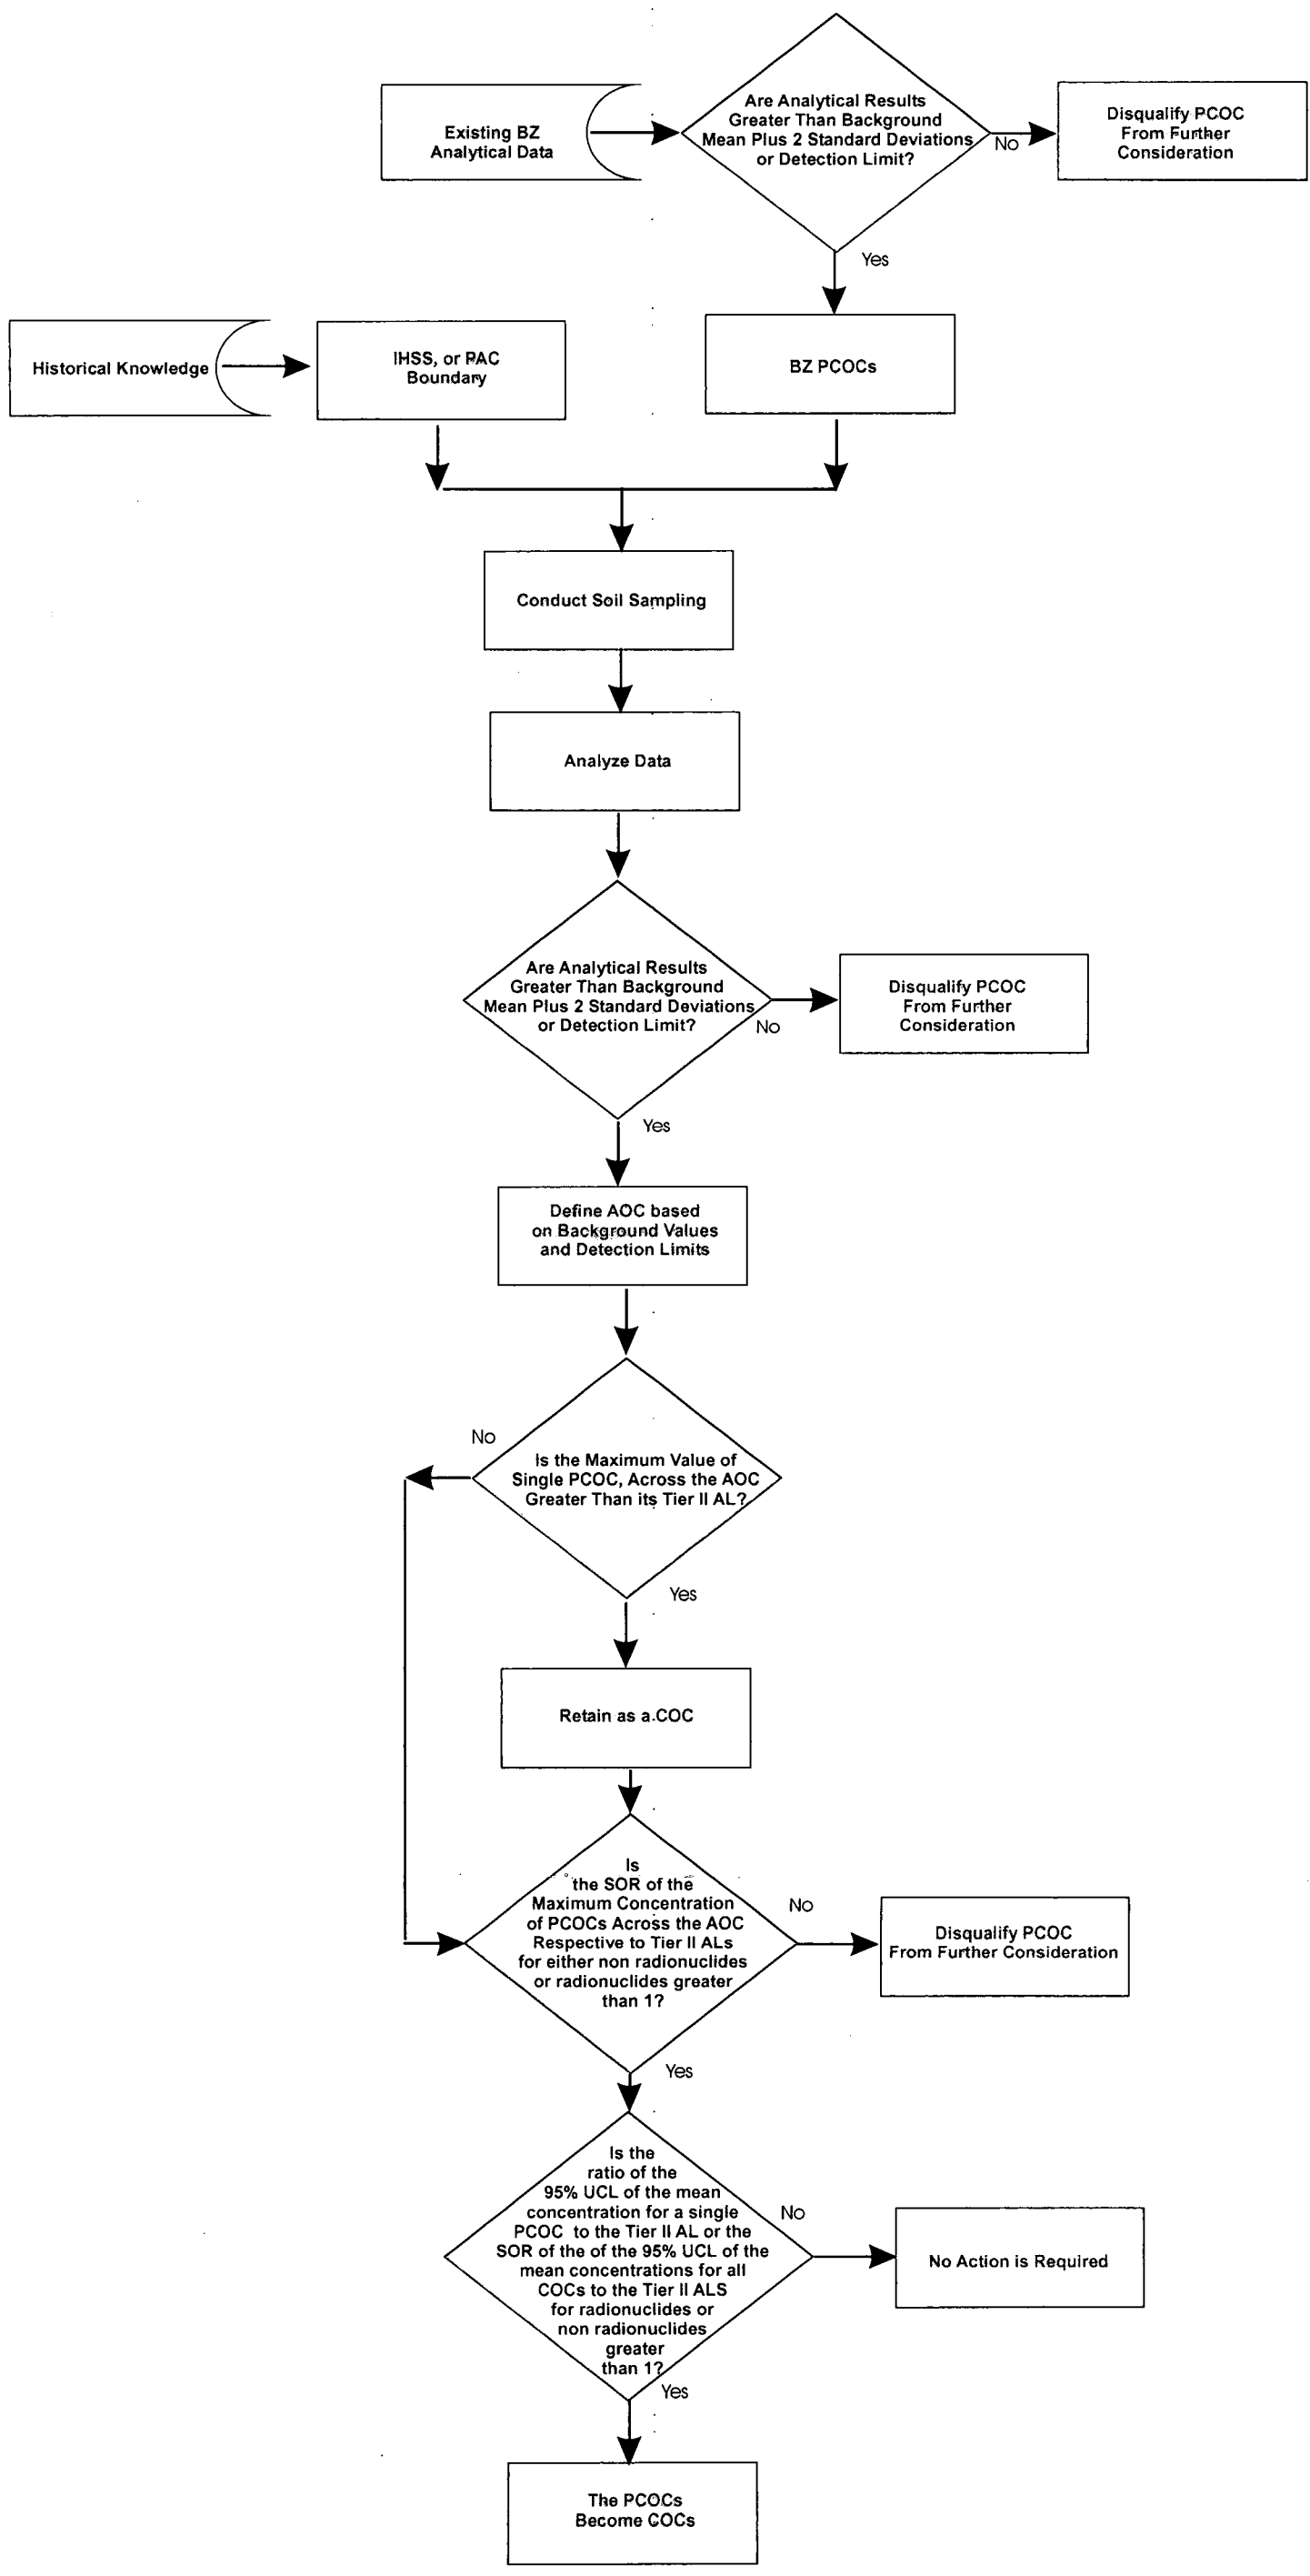 Existing BZ
Analytical Data
Are Analytical Results
Greater Than Background
Mean Plus 2 Standard Deviations
or Detection Limit?
No
Disqualify PCOC
From Further
Consideration
Yes
Historical Knowledge
IHSS, or PAC
Boundary
BZ PCOCs
Conduct Soil Sampling
Analyze Data
Are Analytical Results
Greater Than Background
Mean Plus 2 Standard Deviations
or Detection Limit?
No
Disqualify PCOC
From Further
Consideration
Yes
Define AOC based
on Background Values
and Detection Limits
No
Is the Maximum Value of
Single PCOC, Across the AOC
Greater Than its Tier II AL?
Yes
Retain as a COC
Is
the SOR of the
Maximum Concentration
of PCOCs Across the AOC
Respective to Tier II ALs
for either non radionuclides
or radionuclides greater
than 1?
No
Disqualify PCOC
From Further Consideration
Yes
Is the
ratio of the
95% UCL of the mean
concentration for a single
PCOC to the Tier II AL or the
SOR of the of the 95% UCL of the
mean concentrations for all
COCs to the Tier II ALS
for radionuclides or
non radionuclides
greater
than 1?
No
No Action is Required
Yes
The PCOCs
Become COCs